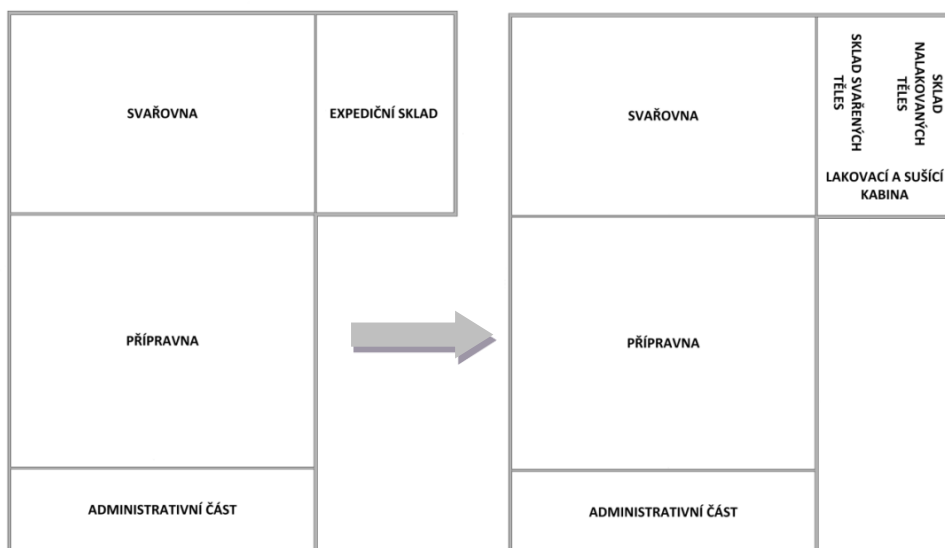 SVAŘOVNA
EXPEDIČNÍ SKLAD
PŘÍPRAVNA
ADMINISTRATIVNÍ ČÁST
SVAŘOVNA
SKLAD SVAŘENÝCH
TĚLES
SKLAD
NALAKOVANÝCH
TĚLES
LAKOVACÍ A SUŠÍCÍ
KABINA
PŘÍPRAVNA
ADMINISTRATIVNÍ ČÁST